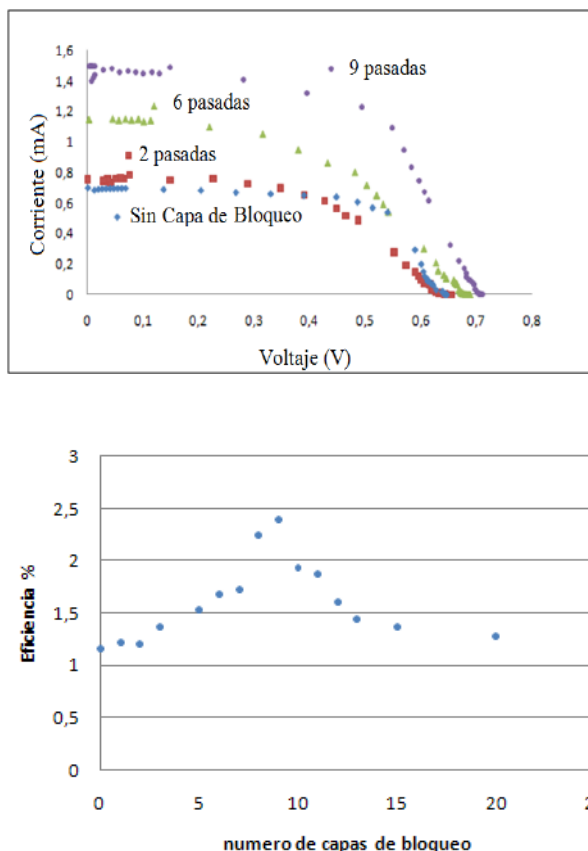 1,6
1,4
1,2
1
0,8
0,6
0,4
0,2
0
Corriente (mA)
9 pasadas
6 pasadas
2 pasadas
Sin Capa de Bloqueo
0 0,1 0,2 0,3 0,4 0,5 0,6 0,7 0,8
Voltaje (V)
3
2,5
2
1,5
1
0,5
0
Eficiencia %
0 5 10 15 20
numero de capas de bloqueo